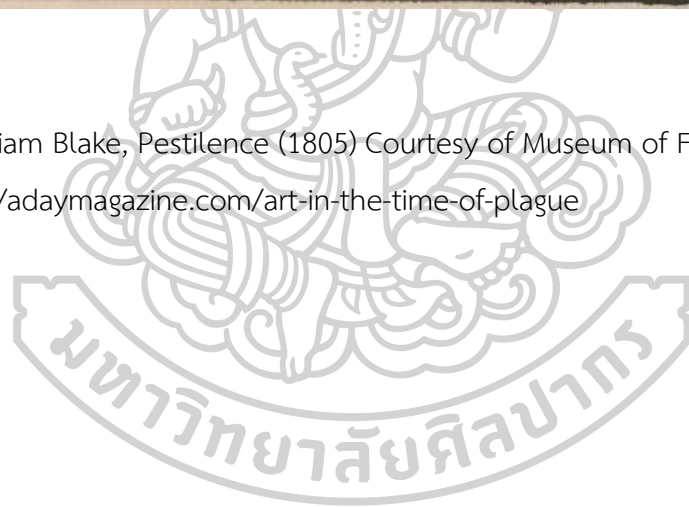 iam Blake, Pestilence (1805) Courtesy of Museum of F
/adaymagazine.com/art-in-the-time-of-plague
มหาวิทยาลัยศิลปากร